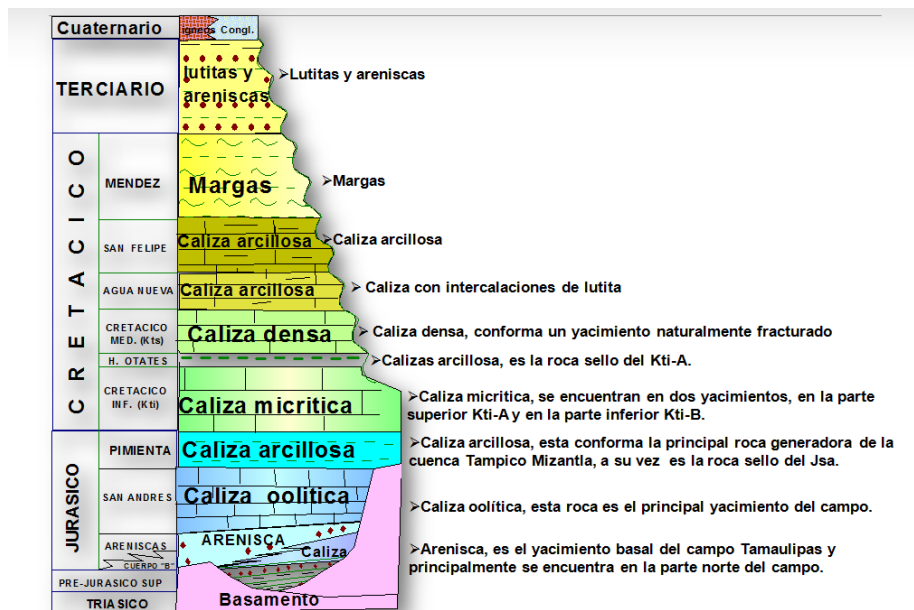 Cuaternario
Igneos Congl.
TERCIARIO
lutitas y
areniscas
➢Lutitas y areniscas
CRETACICO
MENDEZ
Margas
➢Margas
SAN FELIPE
Caliza arcillosa
➢Caliza arcillosa
AGUA NUEVA
Caliza arcillosa
➢Caliza con intercalaciones de lutita
CRETACICO
MED. (Kts)
Caliza densa
➢Caliza densa, conforma un yacimiento naturalmente fracturado
H. OTATES
➢Calizas arcillosa, es la roca sello del Kti-A.
CRETACICO
INF. (Kti)
Caliza micritica
➢Caliza micritica, se encuentran en dos yacimientos, en la parte
superior Kti-A y en la parte inferior Kti-B.
JURASICO
PIMIENTA
Caliza arcillosa
➢Caliza arcillosa, esta conforma la principal roca generadora de la
cuenca Tampico Mizantla, a su vez es la roca sello del Jsa.
SAN ANDRES
Caliza oolitica
➢Caliza oolítica, esta roca es el principal yacimiento del campo.
ARENISCAS
CUERPO "B"
ARENISCA
Caliza
➢Arenisca, es el yacimiento basal del campo Tamaulipas y
principalmente se encuentra en la parte norte del campo.
PRE-JURASICO SUP
TRIASICO
Basamento